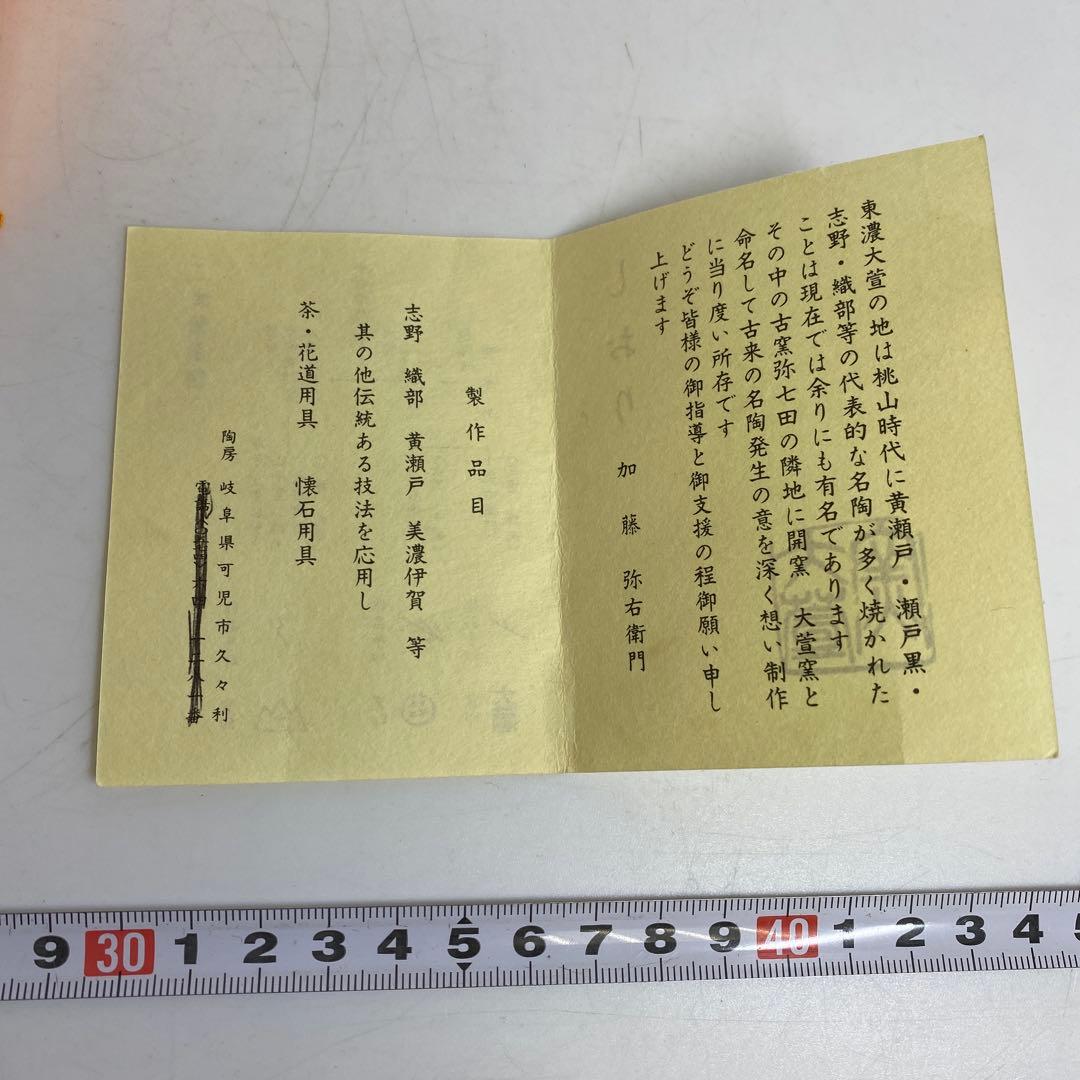 東濃大萱の地は桃山時代に黄瀬戸・瀬戸黒・
志野・織部等の代表的な名陶が多く焼かれた
ことは現在では余りにも有名であります
その中の古窯弥七田の隣地に開窯 大萱窯と
命名して古来の名陶発生の意を深く想い制作
に当り度い所存です
どうぞ皆様の御指導と御支援の程御願い申し
上げます
加藤弥右衛門
製作品目
志野 織部 黄瀬戸 美濃伊賀 等
其の他伝統ある技法を応用し
茶・花道用具 懐石用具
陶房 岐阜県可児市久々利
番
9 30 1 2 3 4 5 6 7 8 9 40 1 2 3 4 5